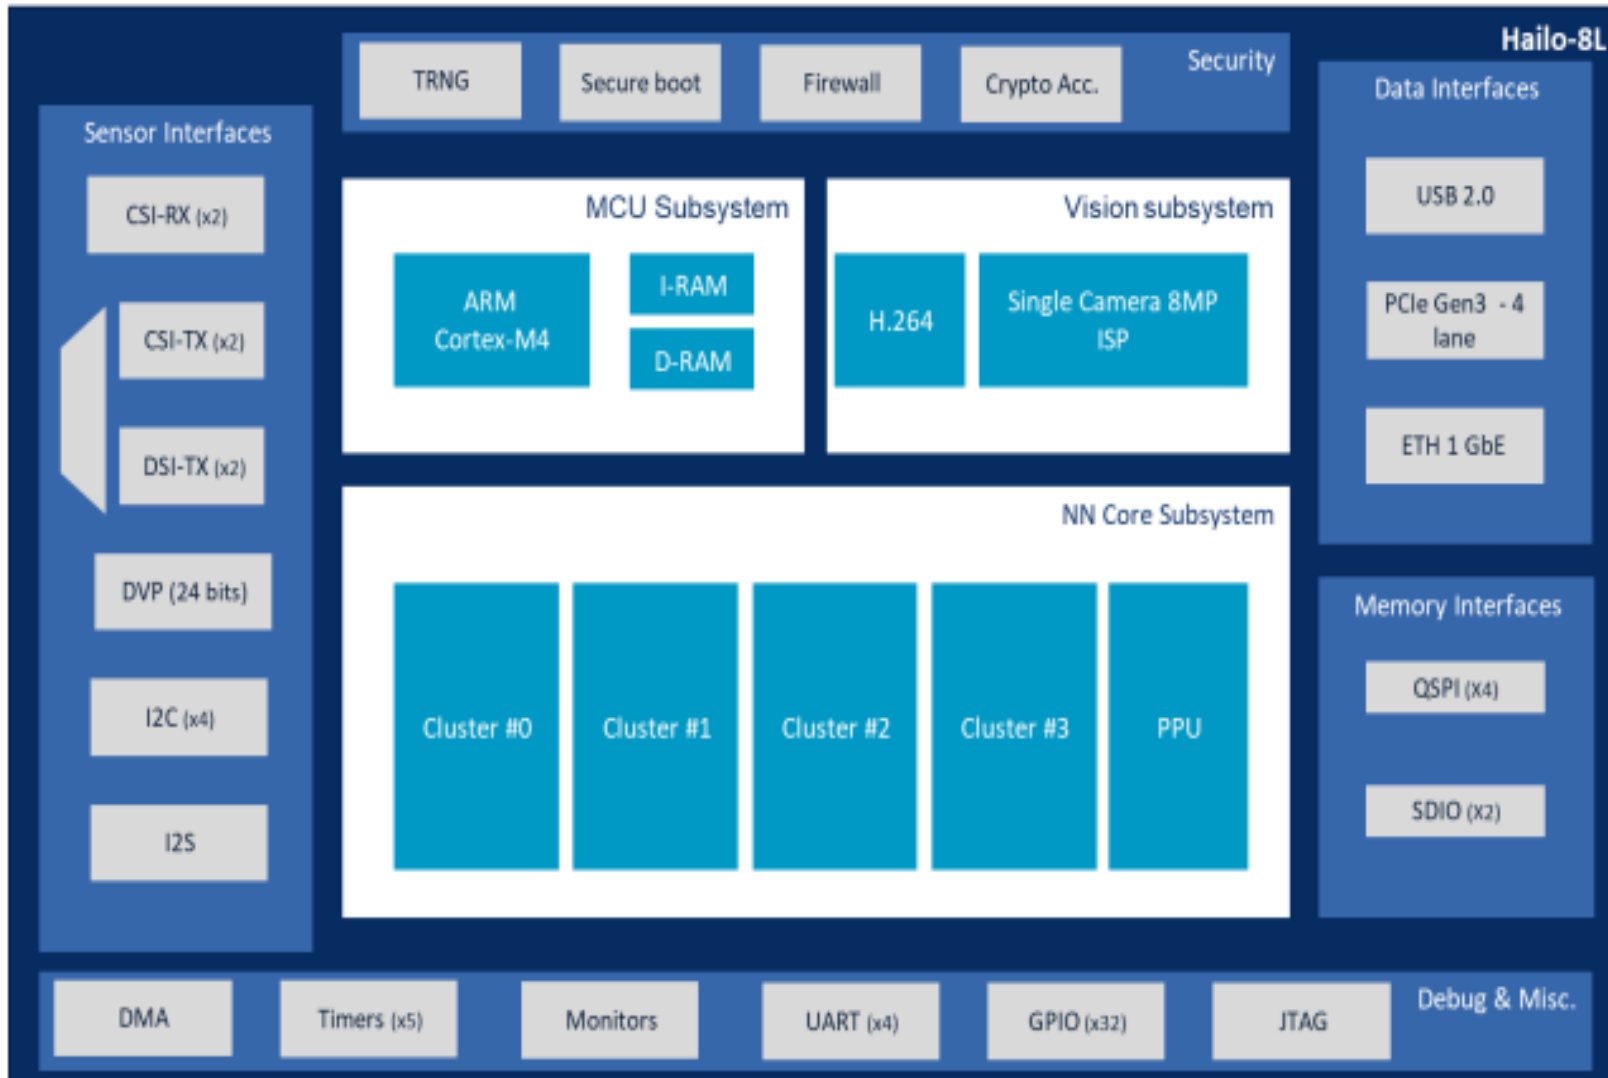 Hailo-8L
Security
TRNG
Secure boot
Firewall
Crypto Acc.
Sensor Interfaces
CSI-RX (x2)
CSI-TX (x2)
DSI-TX (x2)
DVP (24 bits)
I2C (x4)
I2S
MCU Subsystem
ARM
Cortex-M4
I-RAM
D-RAM
Vision subsystem
H.264
Single Camera 8MP
ISP
NN Core Subsystem
Cluster #0
Cluster #1
Cluster #2
Cluster #3
PPU
Data Interfaces
USB 2.0
PCIe Gen3 - 4
lane
ETH 1 GbE
Memory Interfaces
QSPI (X4)
SDIO (X2)
Debug & Misc.
DMA
Timers (x5)
Monitors
UART (x4)
GPIO (x32)
JTAG